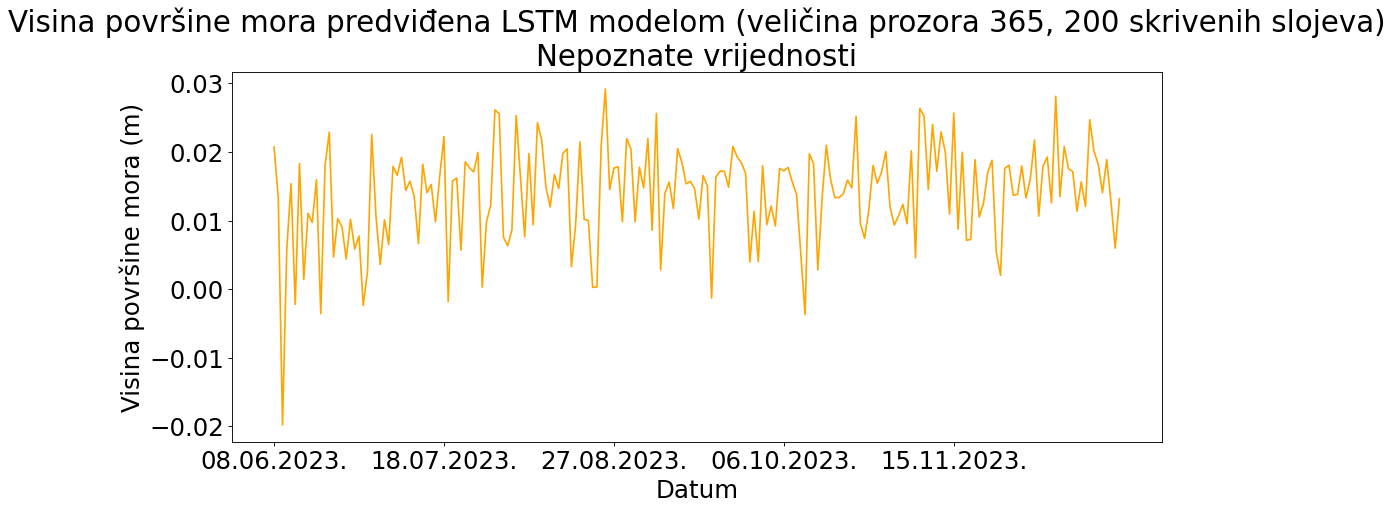 Visina površine mora predviđena LSTM modelom (veličina prozora 365, 200 skrivenih slojeva)
Nepoznate vrijednosti
Visina površine mora (m)
0.03
0.02
0.01
0.00
−0.01
−0.02
08.06.2023. 18.07.2023. 27.08.2023. 06.10.2023. 15.11.2023.
Datum